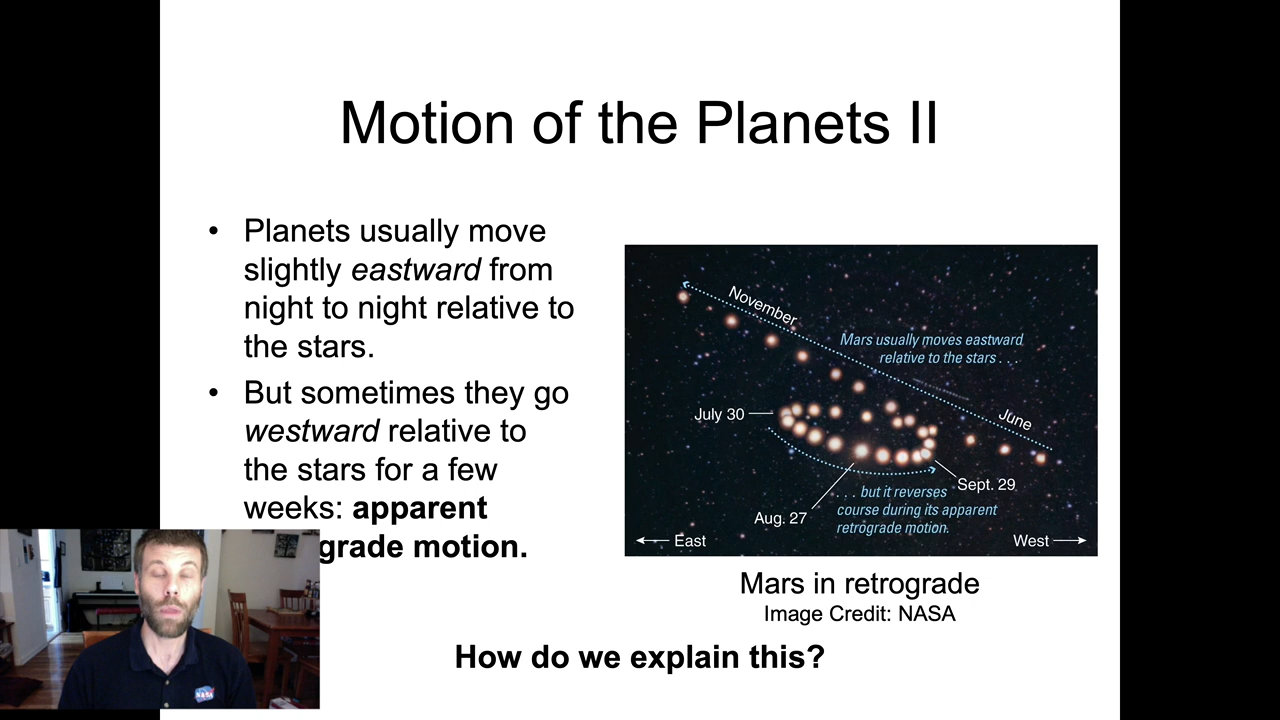 Motion of the Planets II
• Planets usually move
slightly eastward from
night to night relative to
the stars.
• But sometimes they go
westward relative to
the stars for a few
weeks: apparent
grade motion.
November
Mars usually moves eastward
relative to the stars . . .
July 30
June
Sept. 29
. . . but it reverses
course during its apparent
retrograde motion.
Aug. 27
East
West
Mars in retrograde
Image Credit: NASA
How do we explain this?
NASA